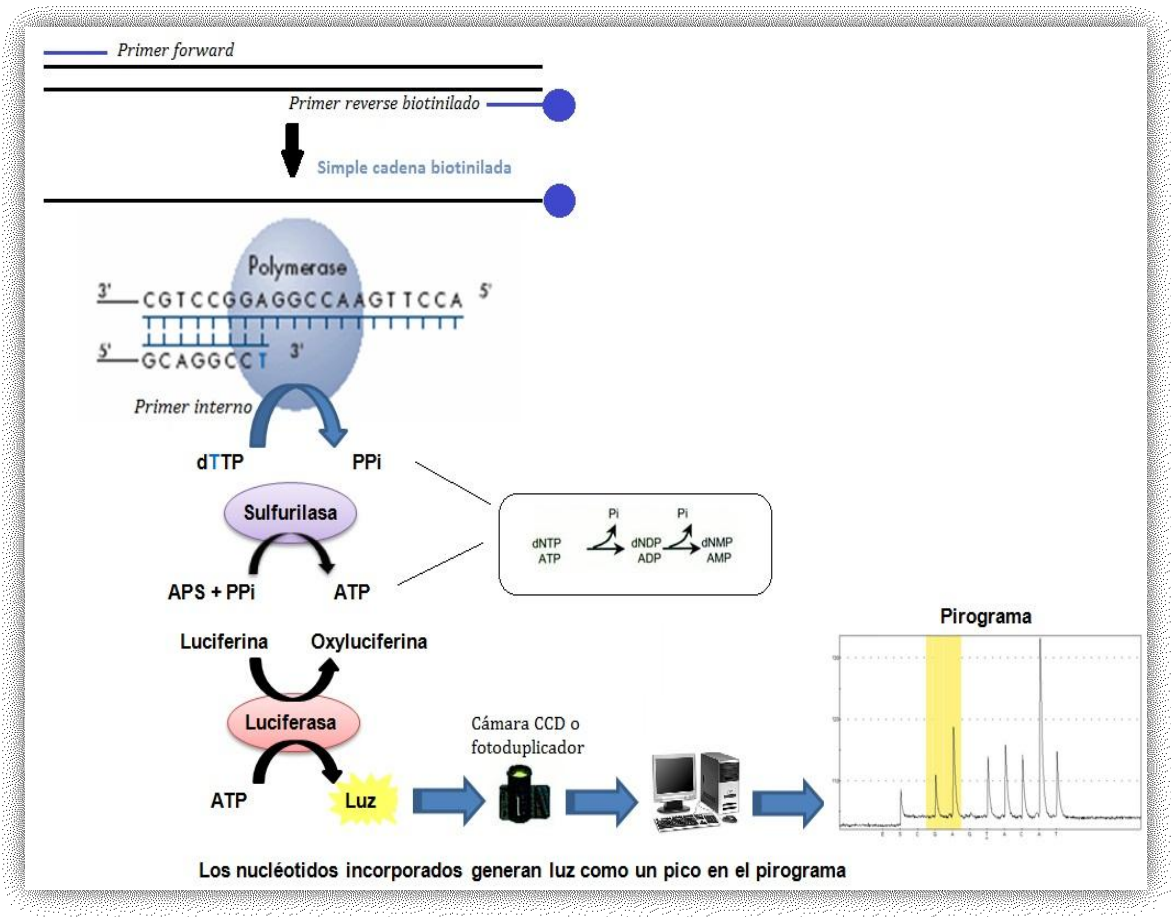 Primer forward
Primer reverse biotinilado
Simple cadena biotinilada
Polymerase
3' CGTCCGGAGGCCAAGTTCCA 5'
5' GCAGGCCT 3'
Primer interno
dTTP PPi
Sulfurilasa
Pi Pi
dNTP dNDP dNMP
ATP ADP AMP
APS + PPi ATP
Luciferina Oxyluciferina
Pirograma
Luciferasa
Cámara CCD o
fotoduplicador
ATP Luz
E S C G A G T A C A T
Los nucléotidos incorporados generan luz como un pico en el pirograma